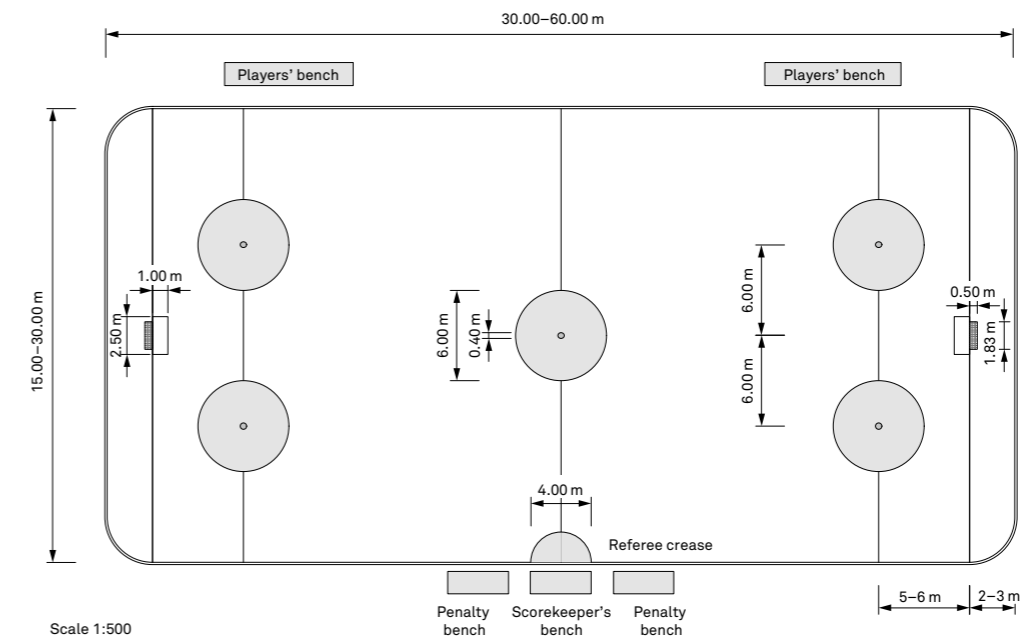 30.00–60.00 m
Players’ bench
Players’ bench
15.00–30.00 m
1.00 m
2.50 m
6.00 m
0.40 m
6.00 m
6.00 m
0.50 m
1.83 m
4.00 m
Referee crease
5–6 m
2–3 m
Penalty
bench
Scorekeeper’s
bench
Penalty
bench
Scale 1:500